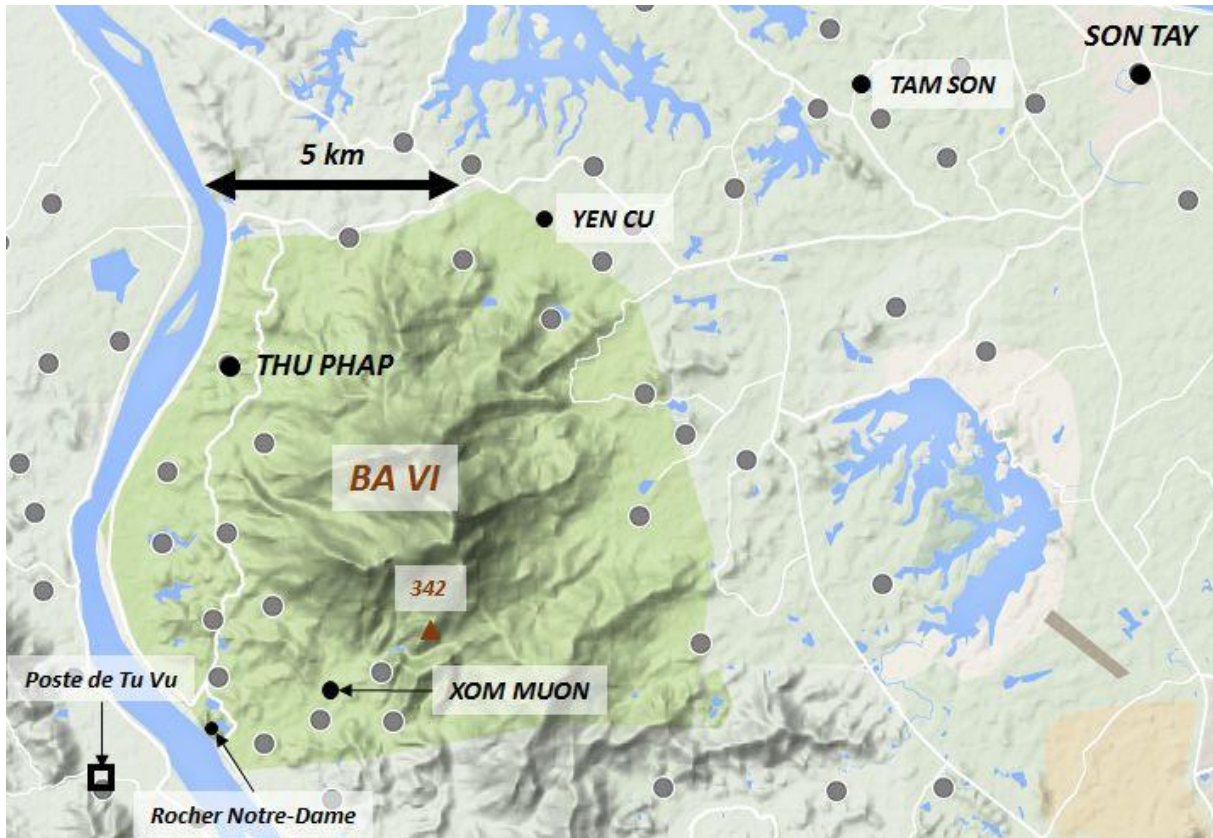 SON TAY
TAM SON
5 km
YEN CU
THU PHAP
BA VI
342
Poste de Tu Vu
XOM MUON
Rocher Notre-Dame